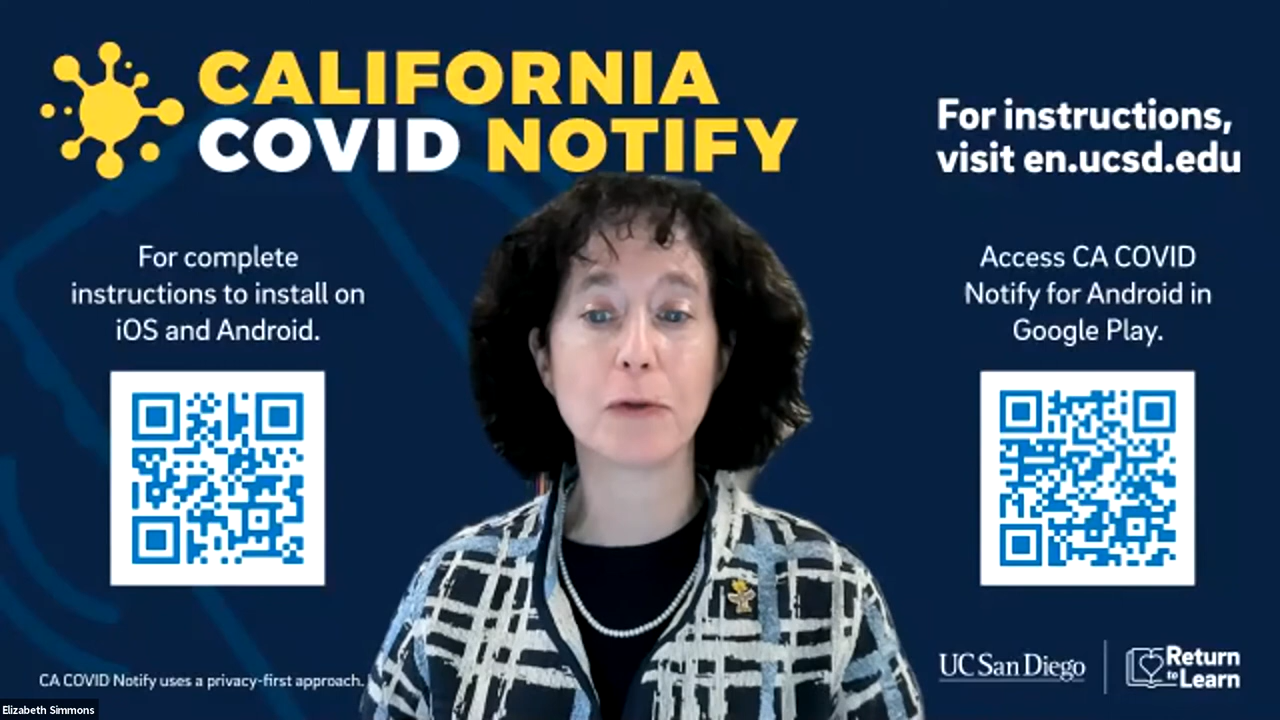 CALIFORNIA
COVID NOTIFY
For instructions,
visit en.ucsd.edu
For complete
instructions to install on
iOS and Android.
Access CA COVID
Notify for Android in
Google Play.
CA COVID Notify uses a privacy-first approach.
UC San Diego
Return
to Learn
Elizabeth Simmons